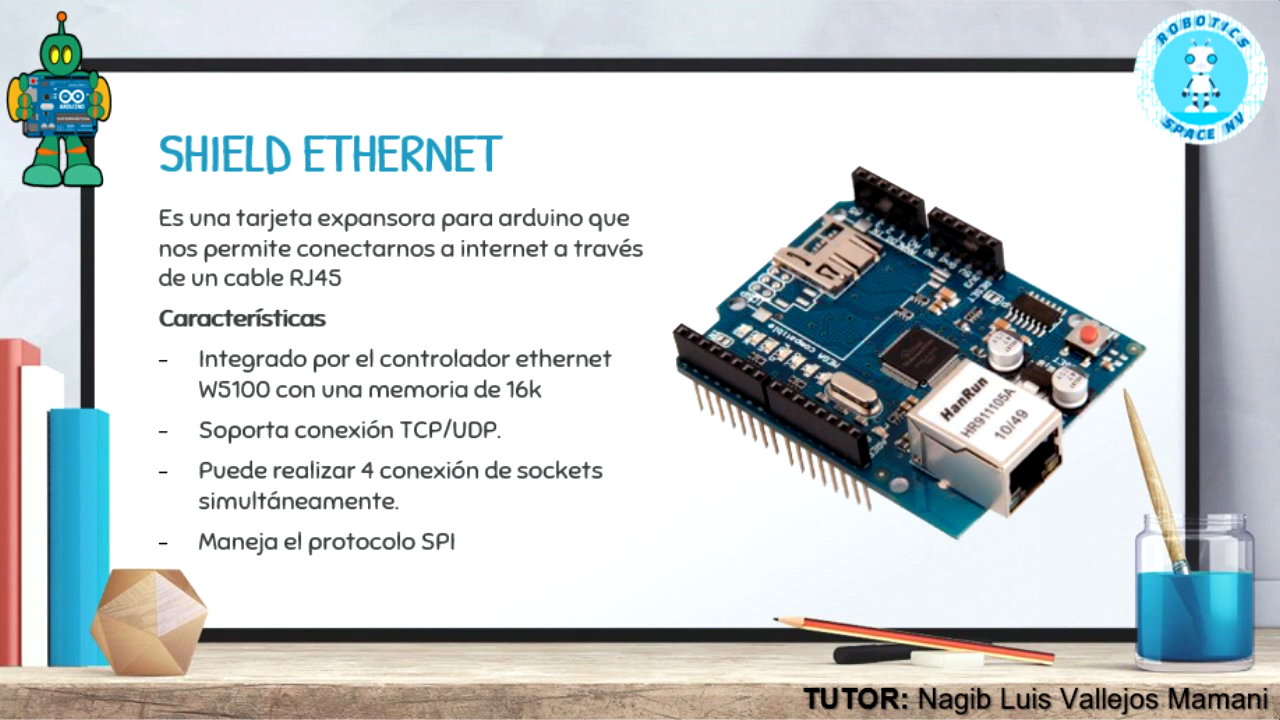 ROBOTICS
SPACE NV
ARDUINO
SHIELD ETHERNET
Es una tarjeta expansora para arduino que
nos permite conectarnos a internet a través
de un cable RJ45
Características
- Integrado por el controlador ethernet
W5100 con una memoria de 16k
- Soporta conexión TCP/UDP.
- Puede realizar 4 conexión de sockets
simultáneamente.
- Maneja el protocolo SPI
MEGA compatible
HanRun
HR911105A
10/49
TUTOR: Nagib Luis Vallejos Mamani